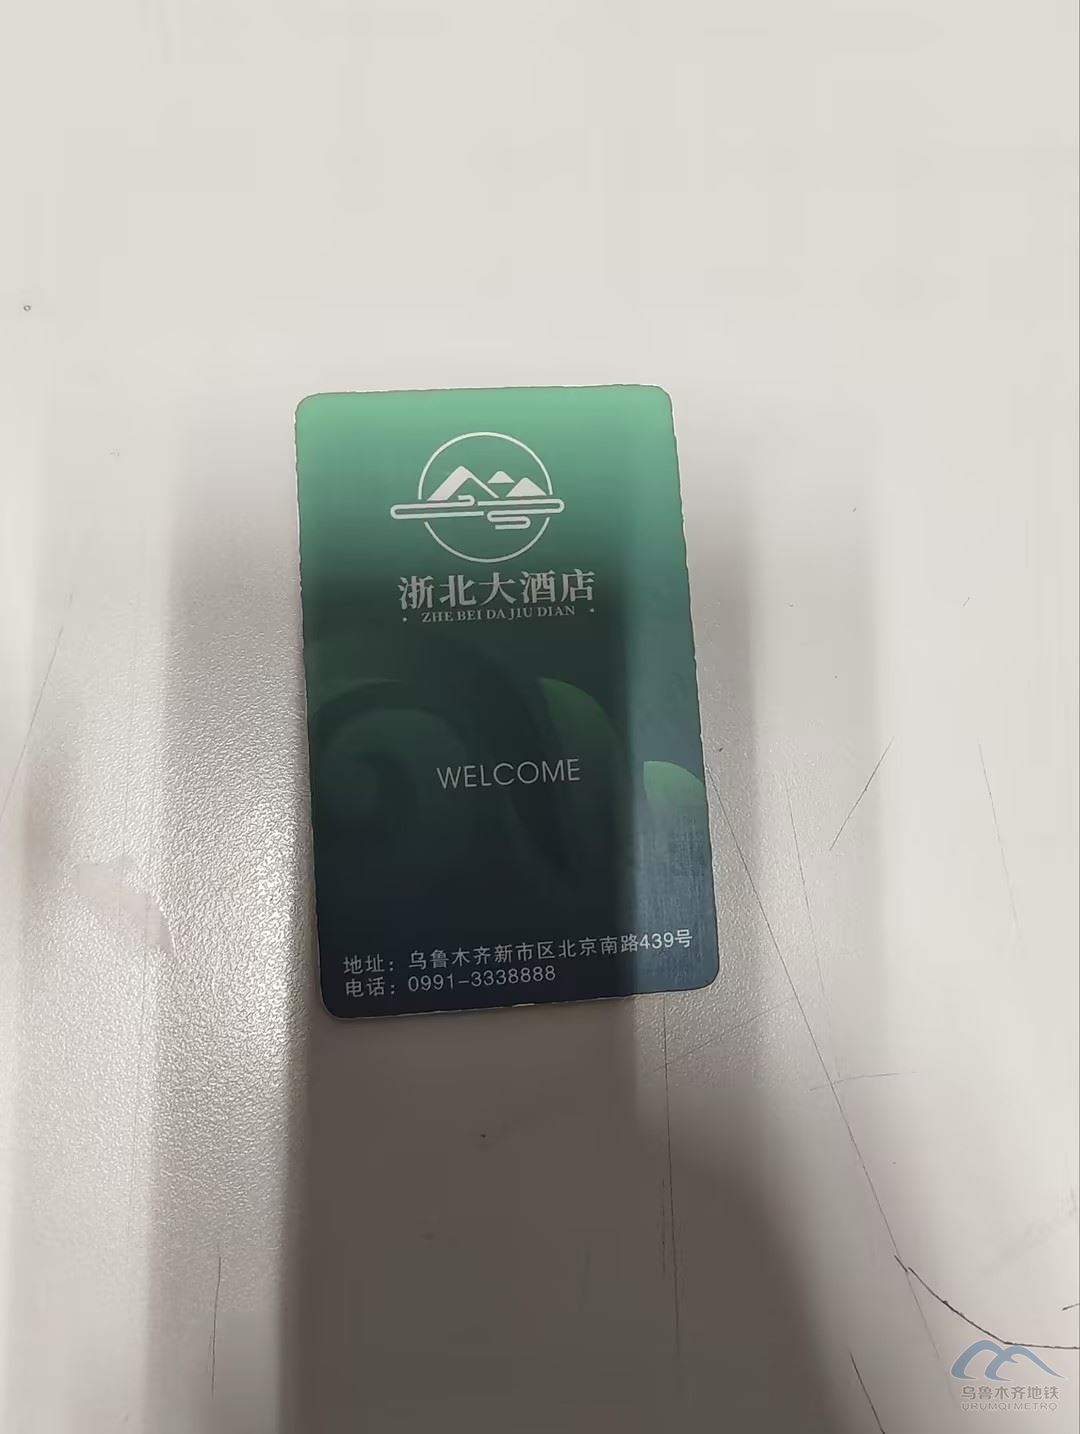 浙北大酒店
· ZHE BEI DA JIU DIAN ·
WELCOME
地址：乌鲁木齐新市区北京南路439号
电话：0991-3338888
乌鲁木齐地铁
URUMQI METRO